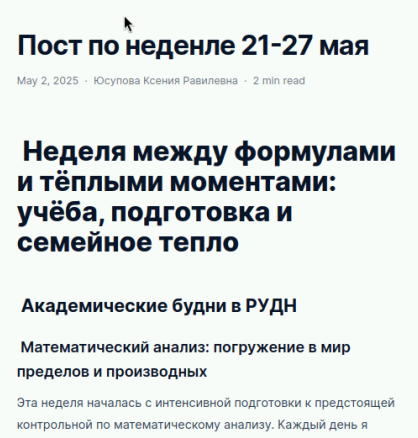 Пост по неденле 21-27 мая
May 2, 2025 · Юсупова Ксения Равилевна · 2 min read
Неделя между формулами
и тёплыми моментами:
учёба, подготовка и
семейное тепло
Академические будни в РУДН
Математический анализ: погружение в мир
пределов и производных
Эта неделя началась с интенсивной подготовки к предстоящей
контрольной по математическому анализу. Каждый день я